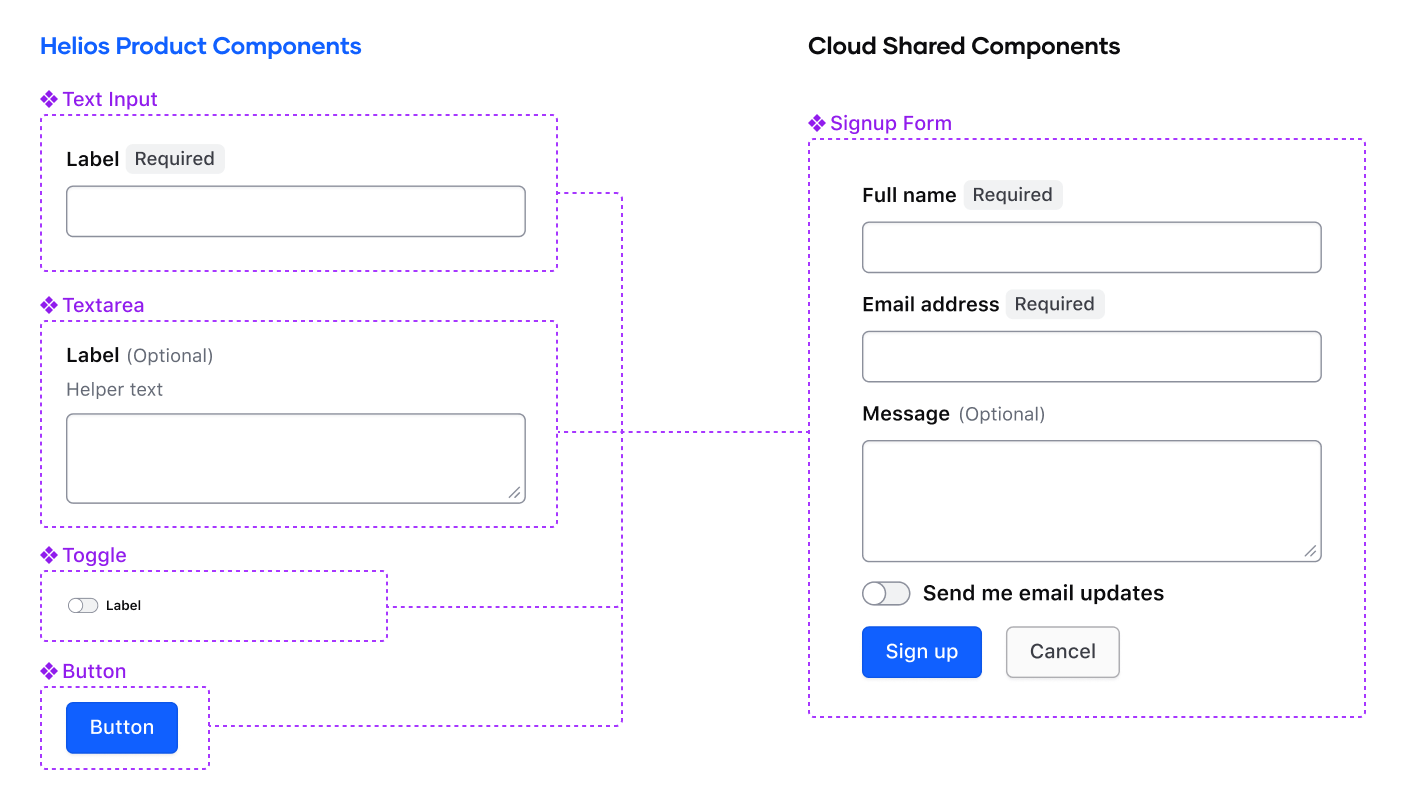 Helios Product Components
Text Input
Label Required
Textarea
Label (Optional)
Helper text
Toggle
Label
Button
Button
Cloud Shared Components
Signup Form
Full name Required
Email address Required
Message (Optional)
Send me email updates
Sign up Cancel